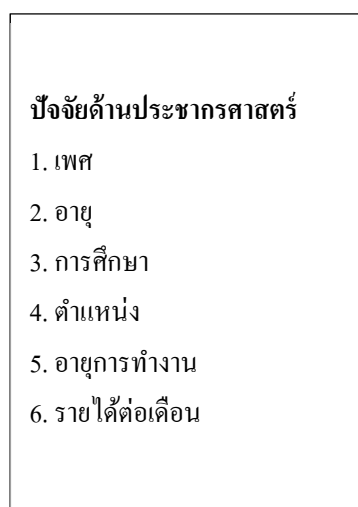 ปัจจัยด้านประชากรศาสตร์
1. เพศ
2. อายุ
3. การศึกษา
4. ตำแหน่ง
5. อายุการทำงาน
6. รายได้ต่อเดือน